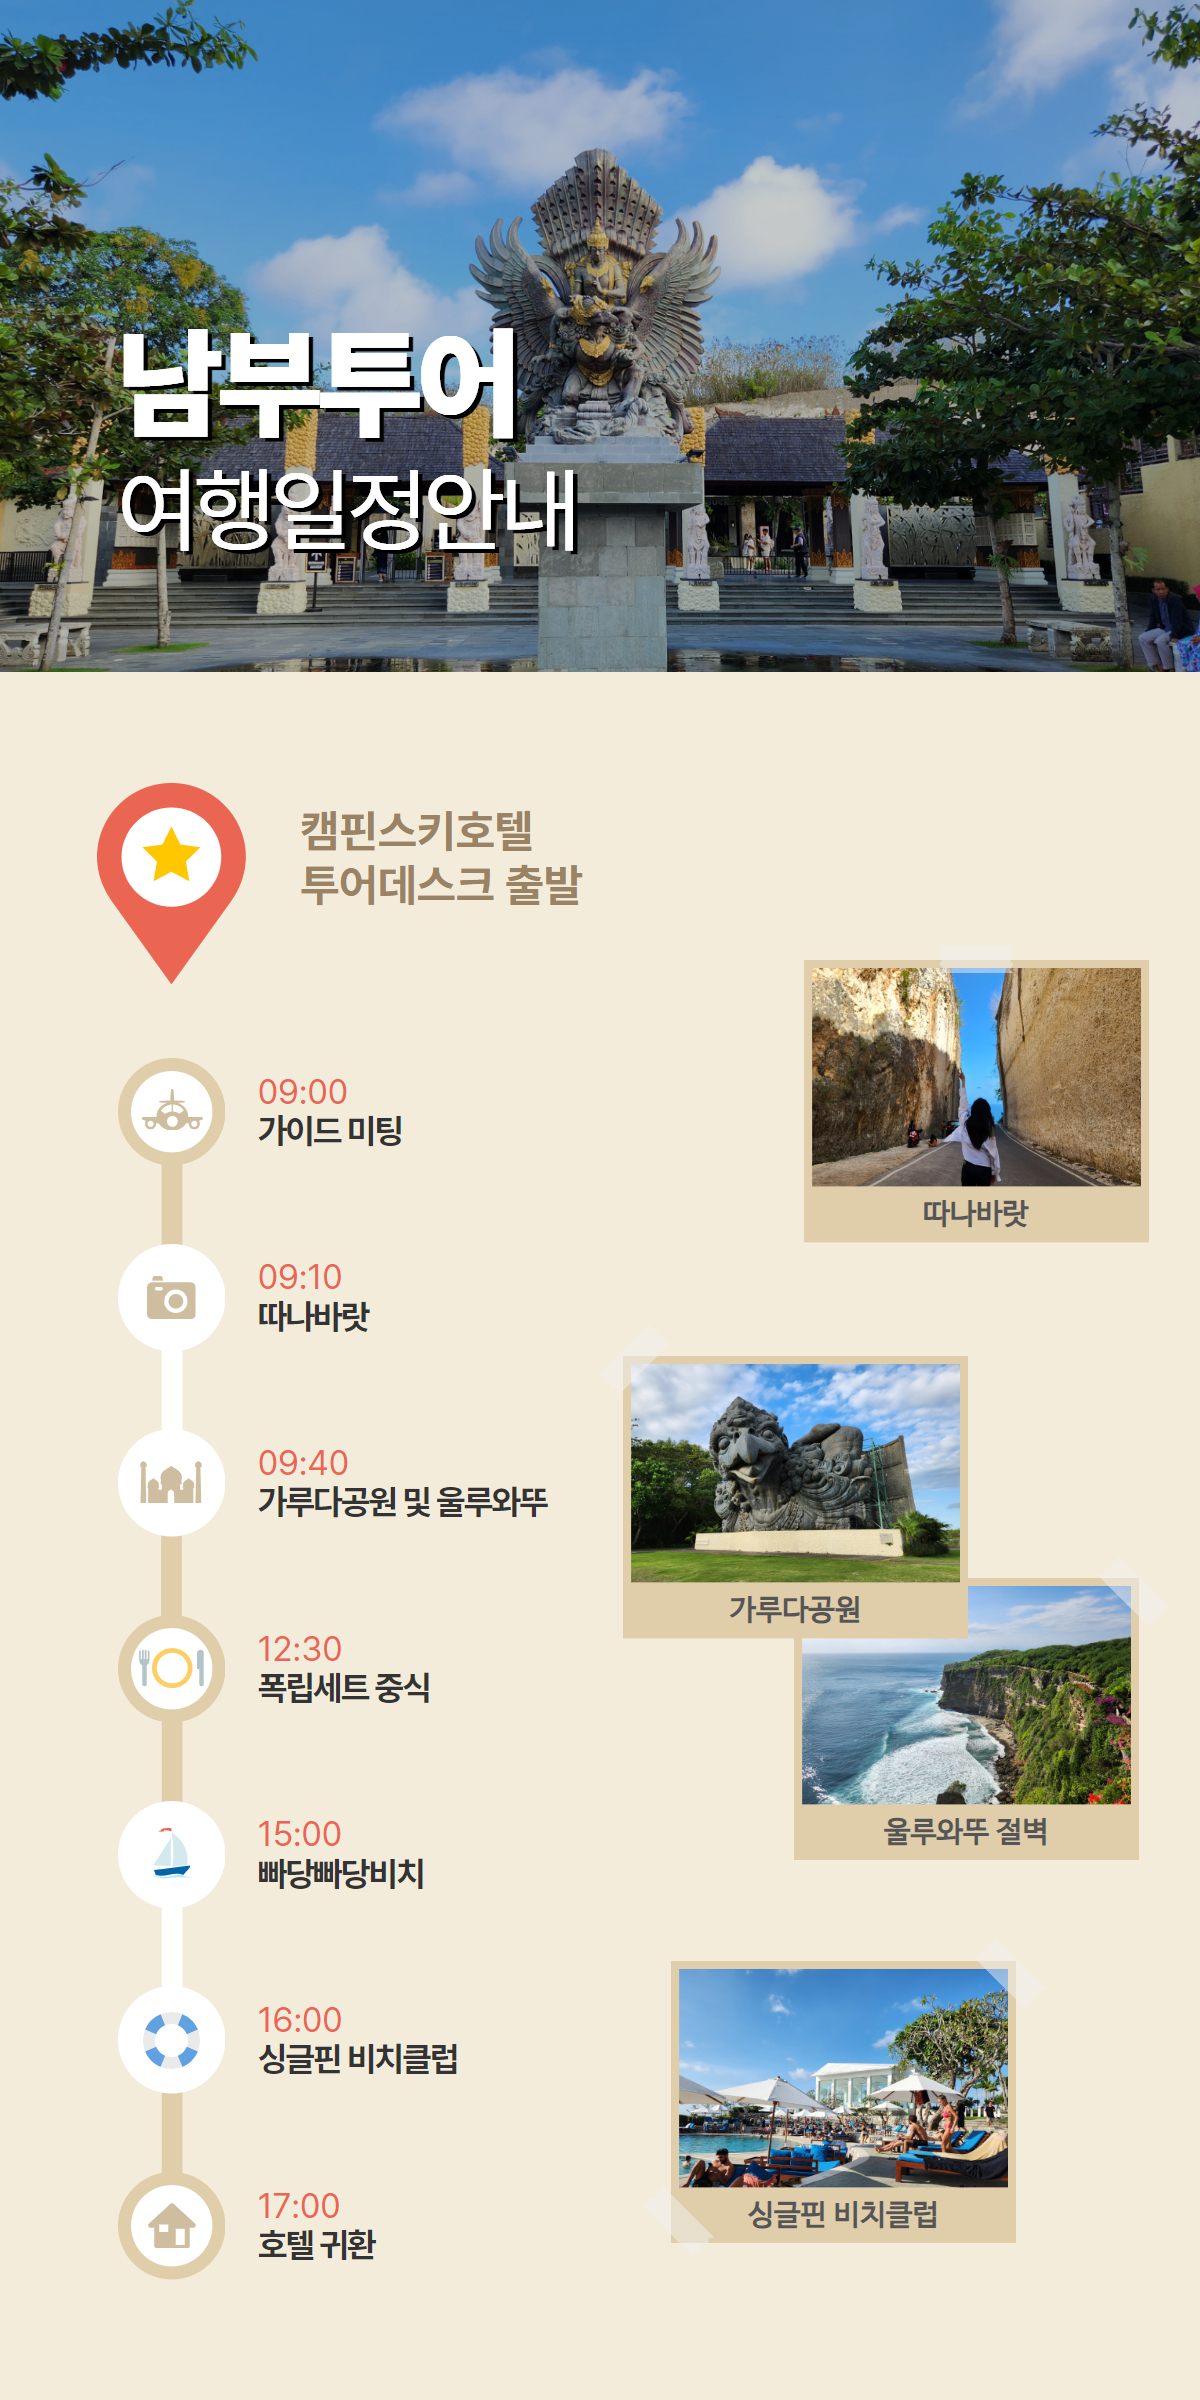 남부투어
여행일정안내
캠핀스키호텔
투어데스크 출발
09:00
가이드 미팅
09:10
따나바랏
09:40
가루다공원 및 울루와뚜
12:30
폭립세트 중식
15:00
빠당빠당비치
16:00
싱글핀 비치클럽
17:00
호텔 귀환
따나바랏
가루다공원
울루와뚜 절벽
싱글핀 비치클럽